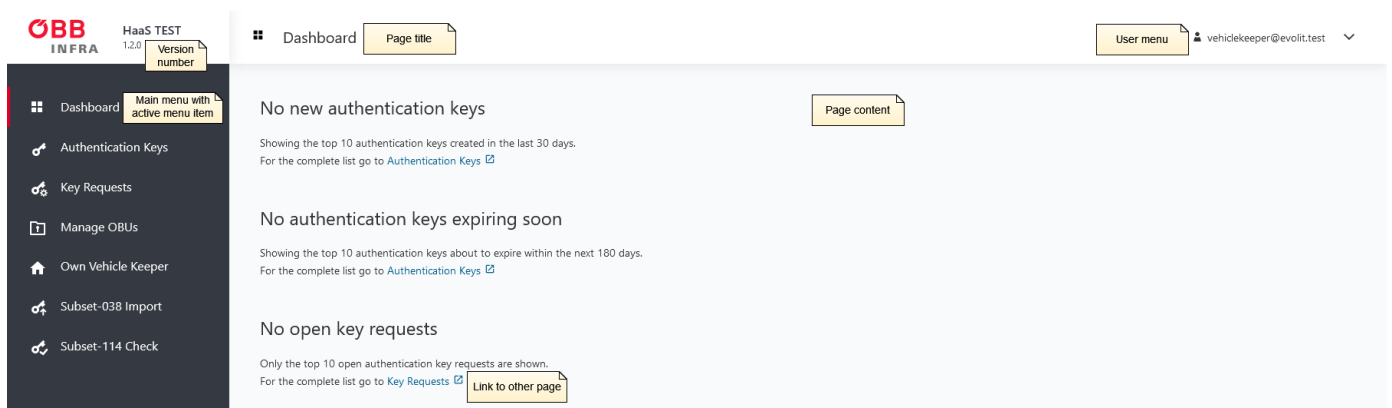 ÖBB
INFRA
HaaS TEST
1.2.0
Version
number
Dashboard
Page title
User menu
vehiclekeeper@evolit.test
Dashboard
Main menu with
active menu item
Authentication Keys
Key Requests
Manage OBUs
Own Vehicle Keeper
Subset-038 Import
Subset-114 Check
No new authentication keys
Page content
Showing the top 10 authentication keys created in the last 30 days.
For the complete list go to Authentication Keys
No authentication keys expiring soon
Showing the top 10 authentication keys about to expire within the next 180 days.
For the complete list go to Authentication Keys
No open key requests
Only the top 10 open authentication key requests are shown.
For the complete list go to Key Requests
Link to other page